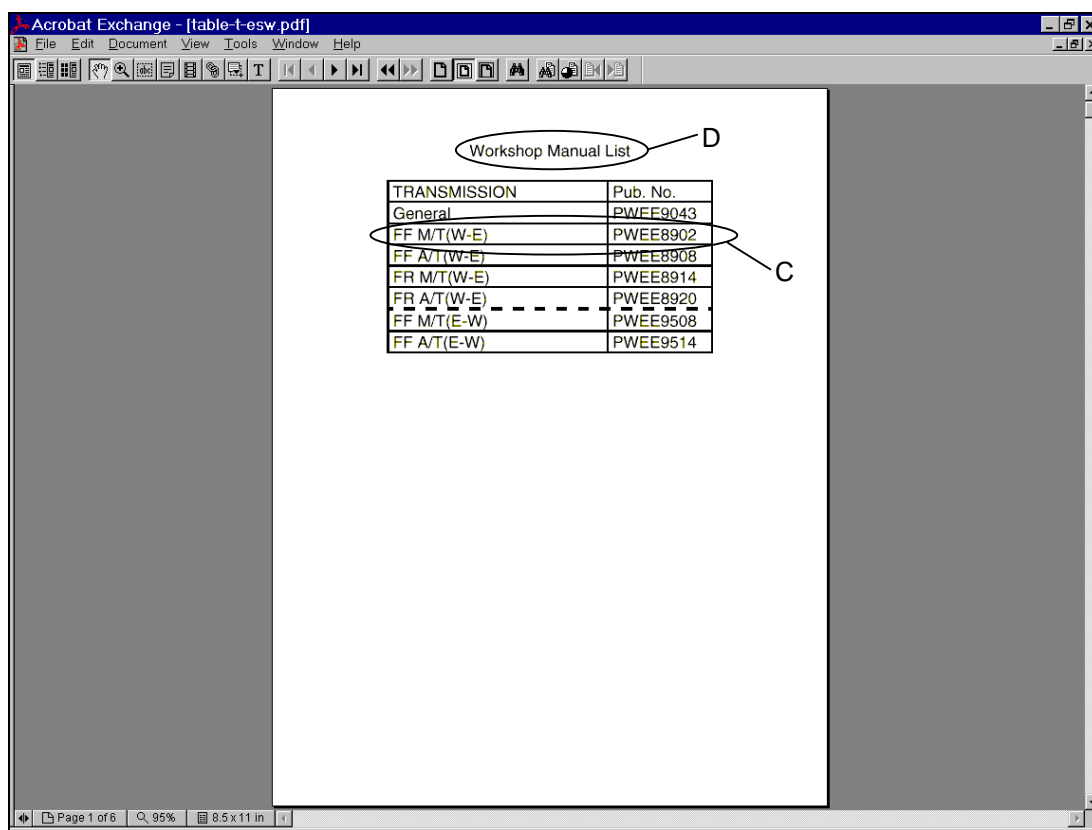 Acrobat Exchange - [table-t-esw.pdf]
File Edit Document View Tools Window Help
T
Workshop Manual List
D
TRANSMISSION Pub. No.
General PWEE9043
FF M/T(W-E) PWEE8902
FF A/T(W-E) PWEE8908
C
FR M/T(W-E) PWEE8914
FR A/T(W-E) PWEE8920
FF M/T(E-W) PWEE9508
FF A/T(E-W) PWEE9514
Page 1 of 6 95% 8.5 x 11 in